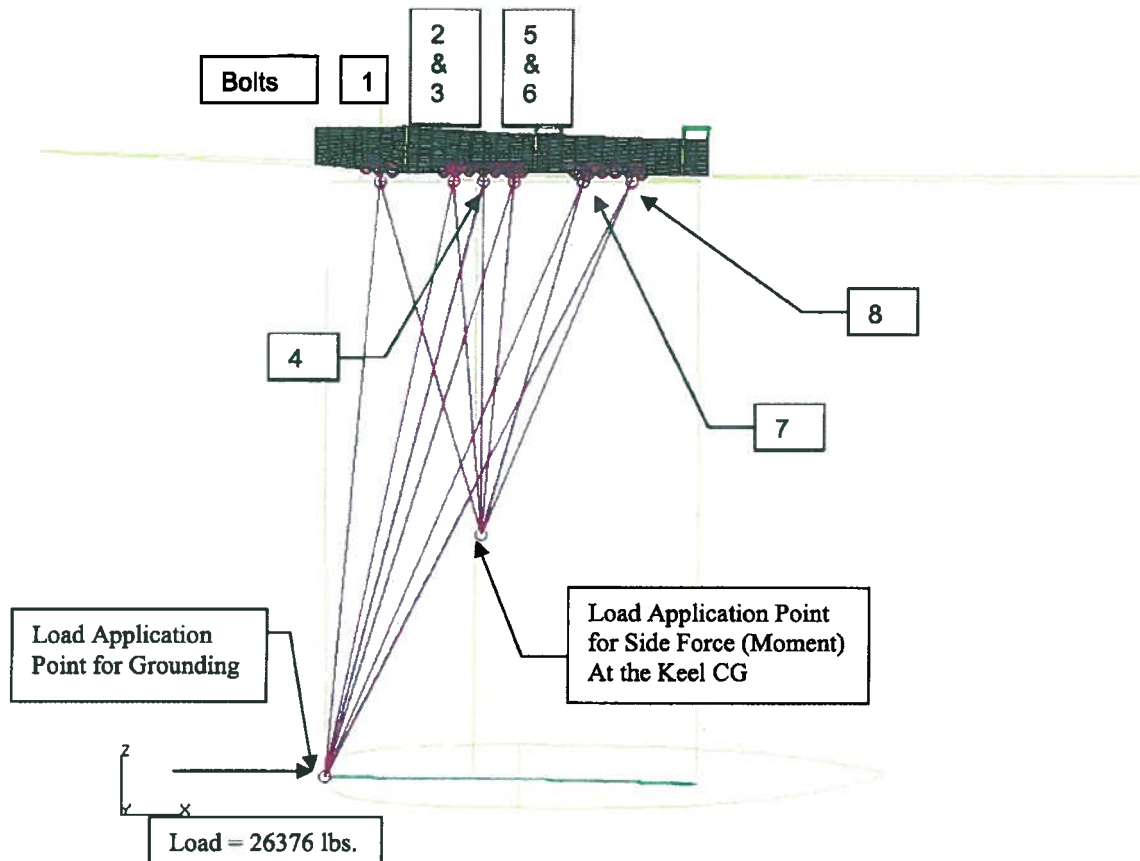 Bolts
1
2
&
3
5
&
6
4
8
7
Load Application
Point for Grounding
Load Application Point
for Side Force (Moment)
At the Keel CG
Z
Y
X
Load = 26376 lbs.